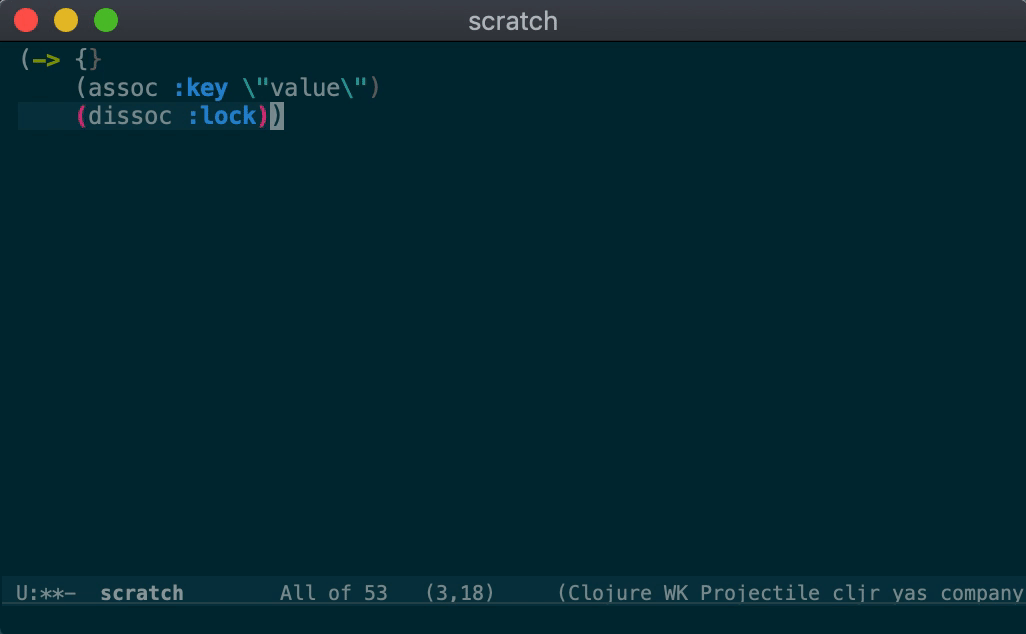 scratch
(-> {}
    (assoc :key \"value\")
    (dissoc :lock))
U:**- scratch All of 53 (3,18) (Clojure WK Projectile cljr yas company